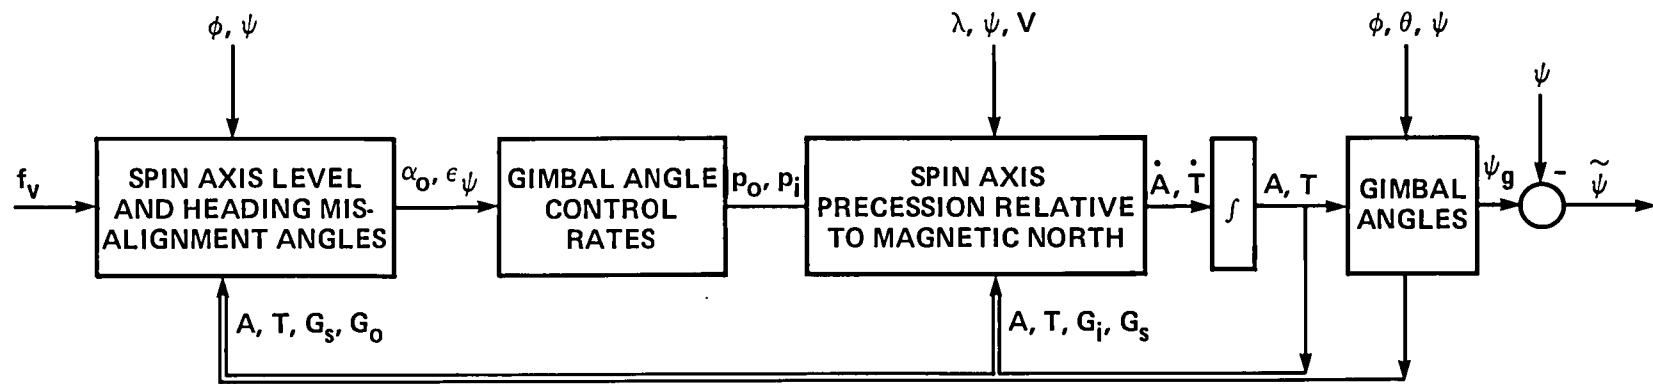 ϕ, ψ
λ, ψ, V
ϕ, θ, ψ
ψ
f_v
SPIN AXIS LEVEL
AND HEADING MIS-
ALIGNMENT ANGLES
α_o, ϵ_ψ
GIMBAL ANGLE
CONTROL
RATES
p_o, p_i
SPIN AXIS
PRECESSION RELATIVE
TO MAGNETIC NORTH
Ȧ, Ṫ
∫
A, T
GIMBAL
ANGLES
ψ_g
-
ψ̃
A, T, G_s, G_o
A, T, G_i, G_s